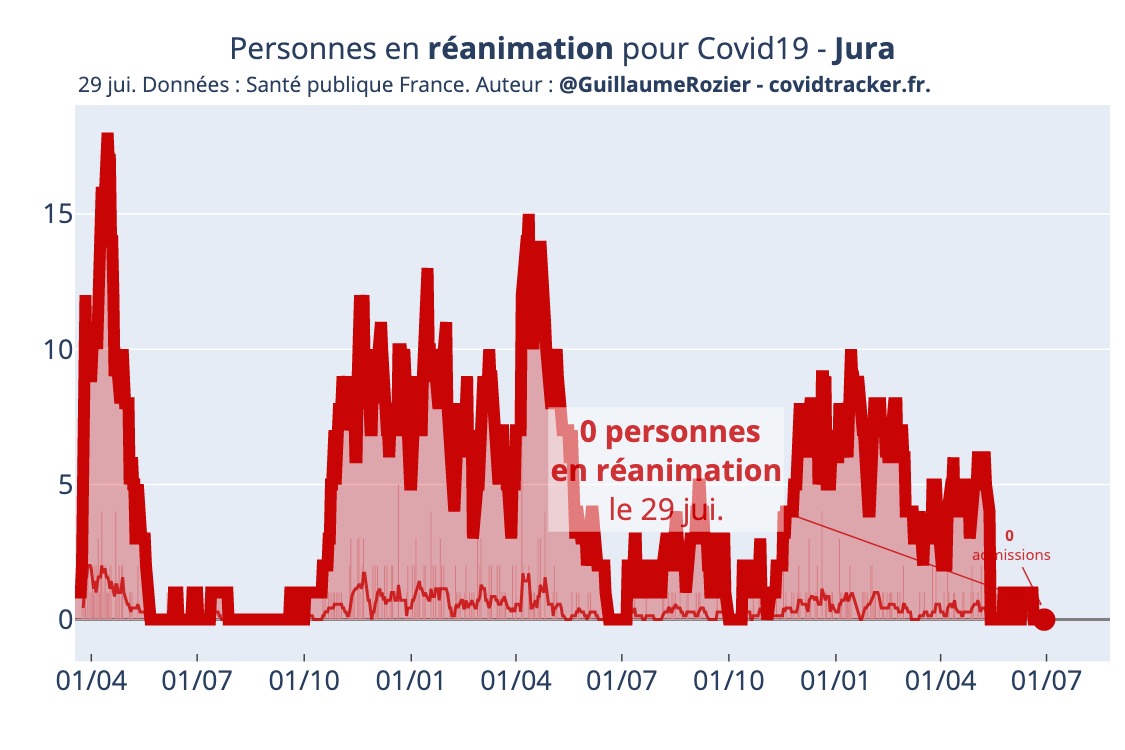 Personnes en réanimation pour Covid19 - Jura
29 jui. Données : Santé publique France. Auteur : @GuillaumeRozier - covidtracker.fr.
15
10
5
0
0 personnes
en réanimation
le 29 jui.
0
admissions
01/04 01/07 01/10 01/01 01/04 01/07 01/10 01/01 01/04 01/07